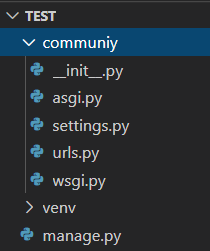 TEST
communiy
__init__.py
asgi.py
settings.py
urls.py
wsgi.py
venv
manage.py